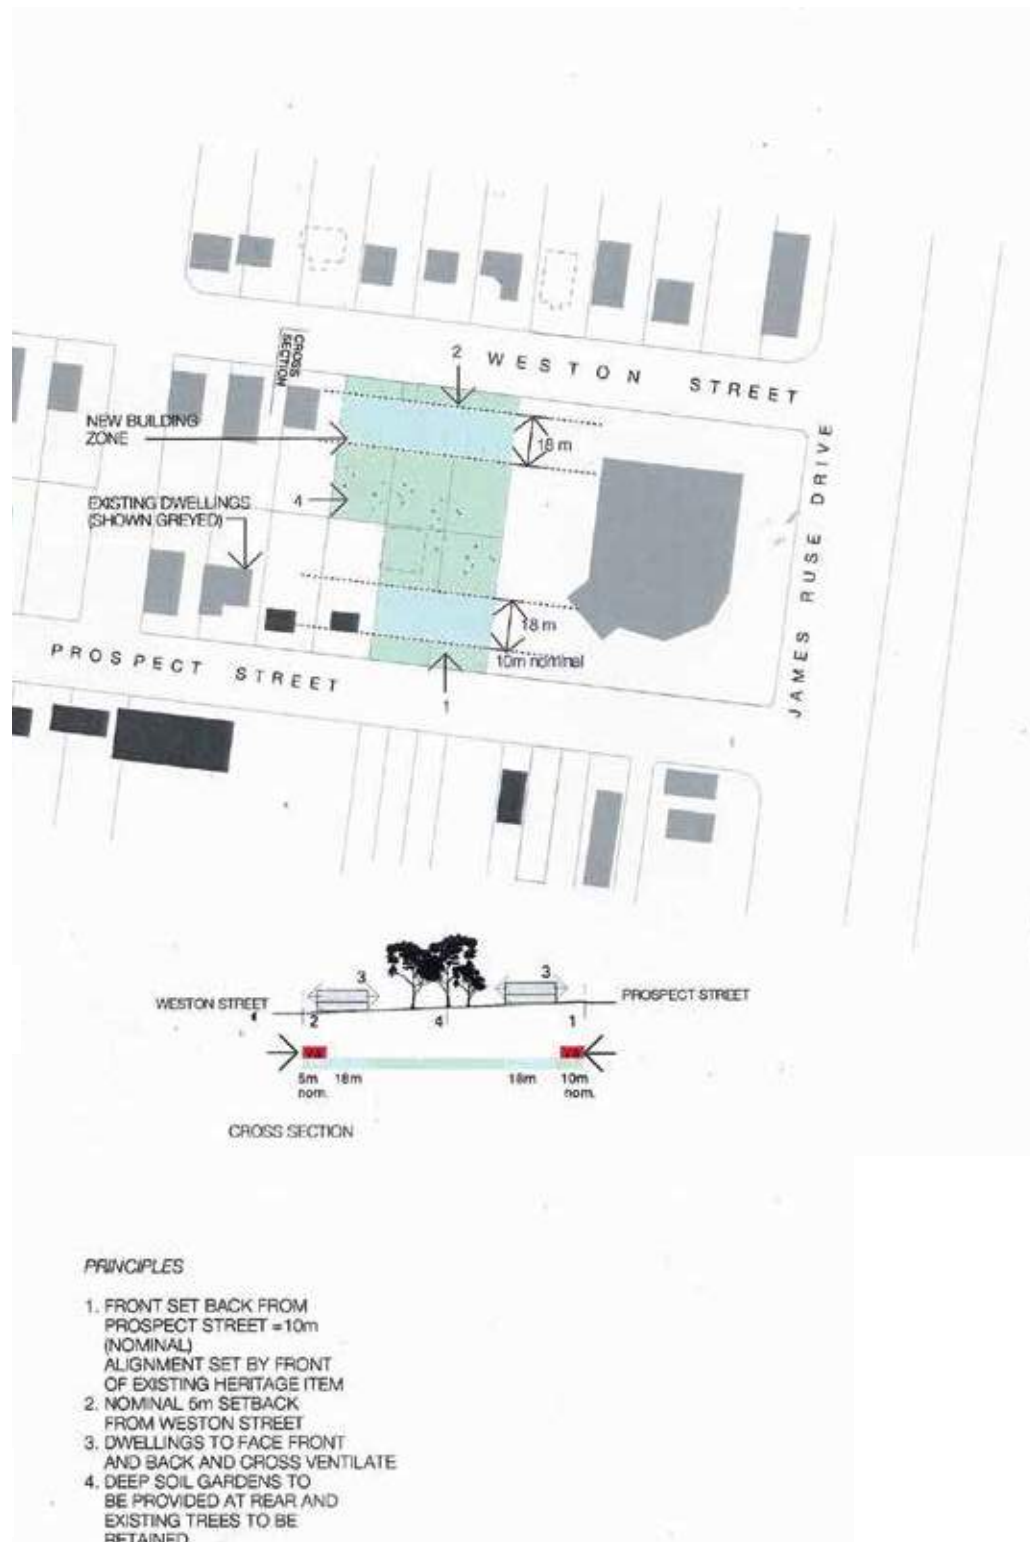 2 WESTON STREET
CROSS
SECTION
NEW BUILDING
ZONE
18 m
4
EXISTING DWELLINGS
(SHOWN GREYED)
JAMES RUSE DRIVE
18 m
10m nominal
PROSPECT STREET
1
3
3
WESTON STREET
PROSPECT STREET
2
4
1
5m
nom.
18m
18m
10m
nom.
CROSS SECTION
PRINCIPLES
1. FRONT SET BACK FROM
PROSPECT STREET =10m
(NOMINAL)
ALIGNMENT SET BY FRONT
OF EXISTING HERITAGE ITEM
2. NOMINAL 5m SETBACK
FROM WESTON STREET
3. DWELLINGS TO FACE FRONT
AND BACK AND CROSS VENTILATE
4. DEEP SOIL GARDENS TO
BE PROVIDED AT REAR AND
EXISTING TREES TO BE
RETAINED